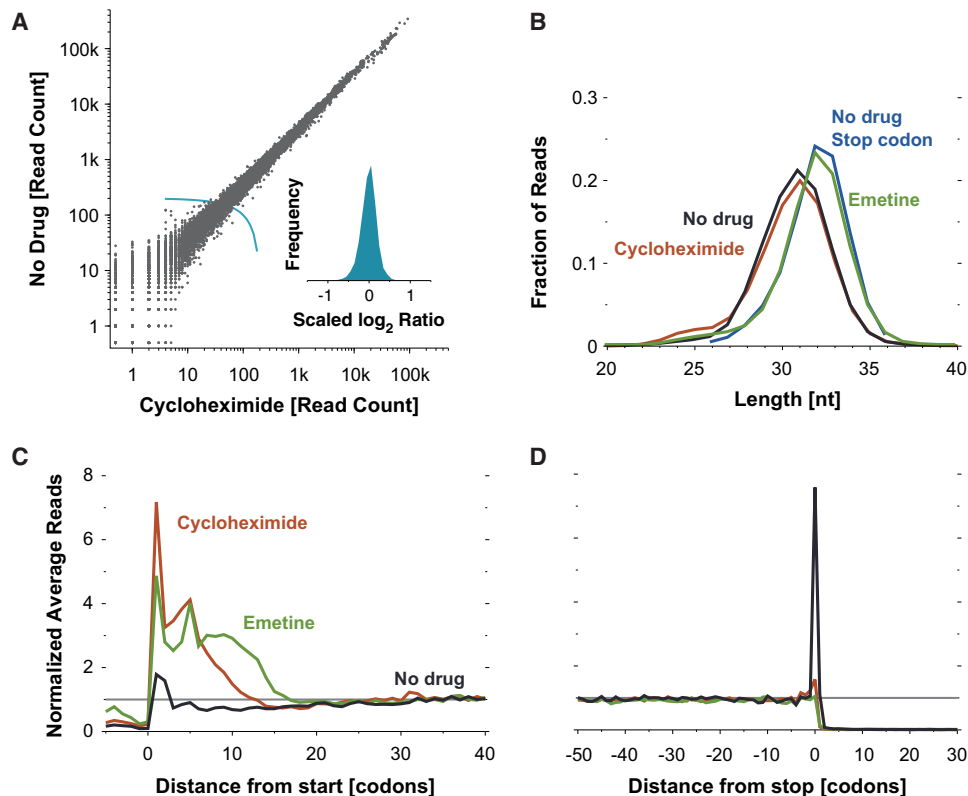 A
No Drug [Read Count]
100k
10k
1k
100
10
1
1
10
100
1k
10k
100k
Cycloheximide [Read Count]
Frequency
-1
0
1
Scaled log2 Ratio
B
Fraction of Reads
0.3
0.2
0.1
0
20
25
30
35
40
Length [nt]
No drug
Stop codon
Emetine
No drug
Cycloheximide
C
Normalized Average Reads
8
6
4
2
1
0
0
10
20
30
40
Distance from start [codons]
Cycloheximide
Emetine
No drug
D
-50
-40
-30
-20
-10
0
10
20
30
Distance from stop [codons]